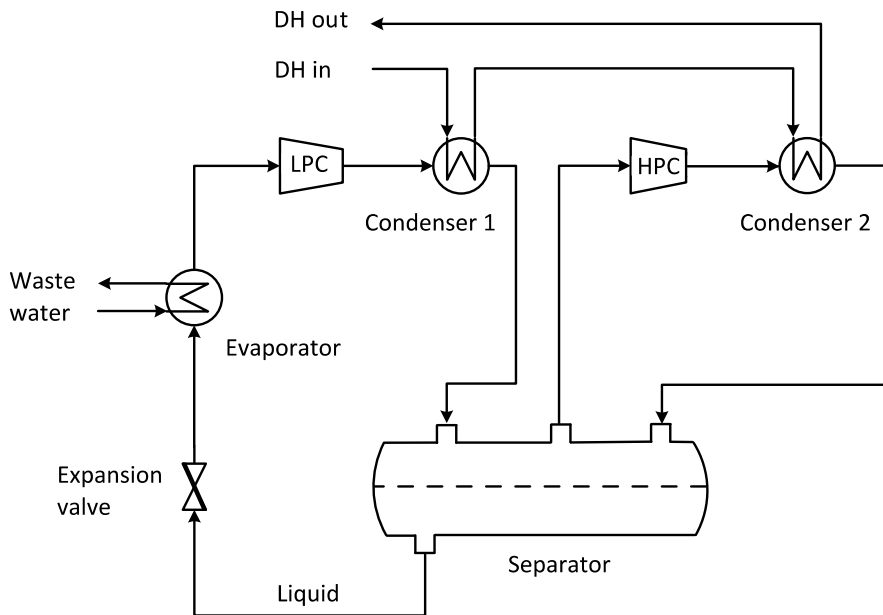 DH out
DH in
LPC
HPC
Condenser 1
Condenser 2
Waste
water
Evaporator
Expansion
valve
Separator
Liquid